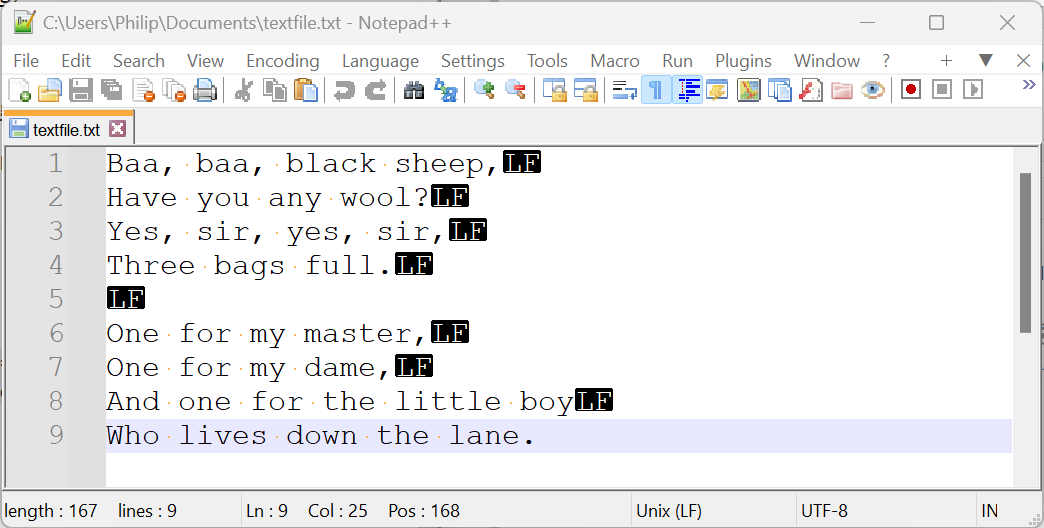 C:\Users\Philip\Documents\textfile.txt - Notepad++
File Edit Search View Encoding Language Settings Tools Macro Run Plugins Window ? + ▼ ×
textfile.txt
1 Baa, baa, black sheep,LF
2 Have you any wool?LF
3 Yes, sir, yes, sir,LF
4 Three bags full.LF
5 LF
6 One for my master,LF
7 One for my dame,LF
8 And one for the little boyLF
9 Who lives down the lane.
length : 167 lines : 9 Ln : 9 Col : 25 Pos : 168 Unix (LF) UTF-8 IN